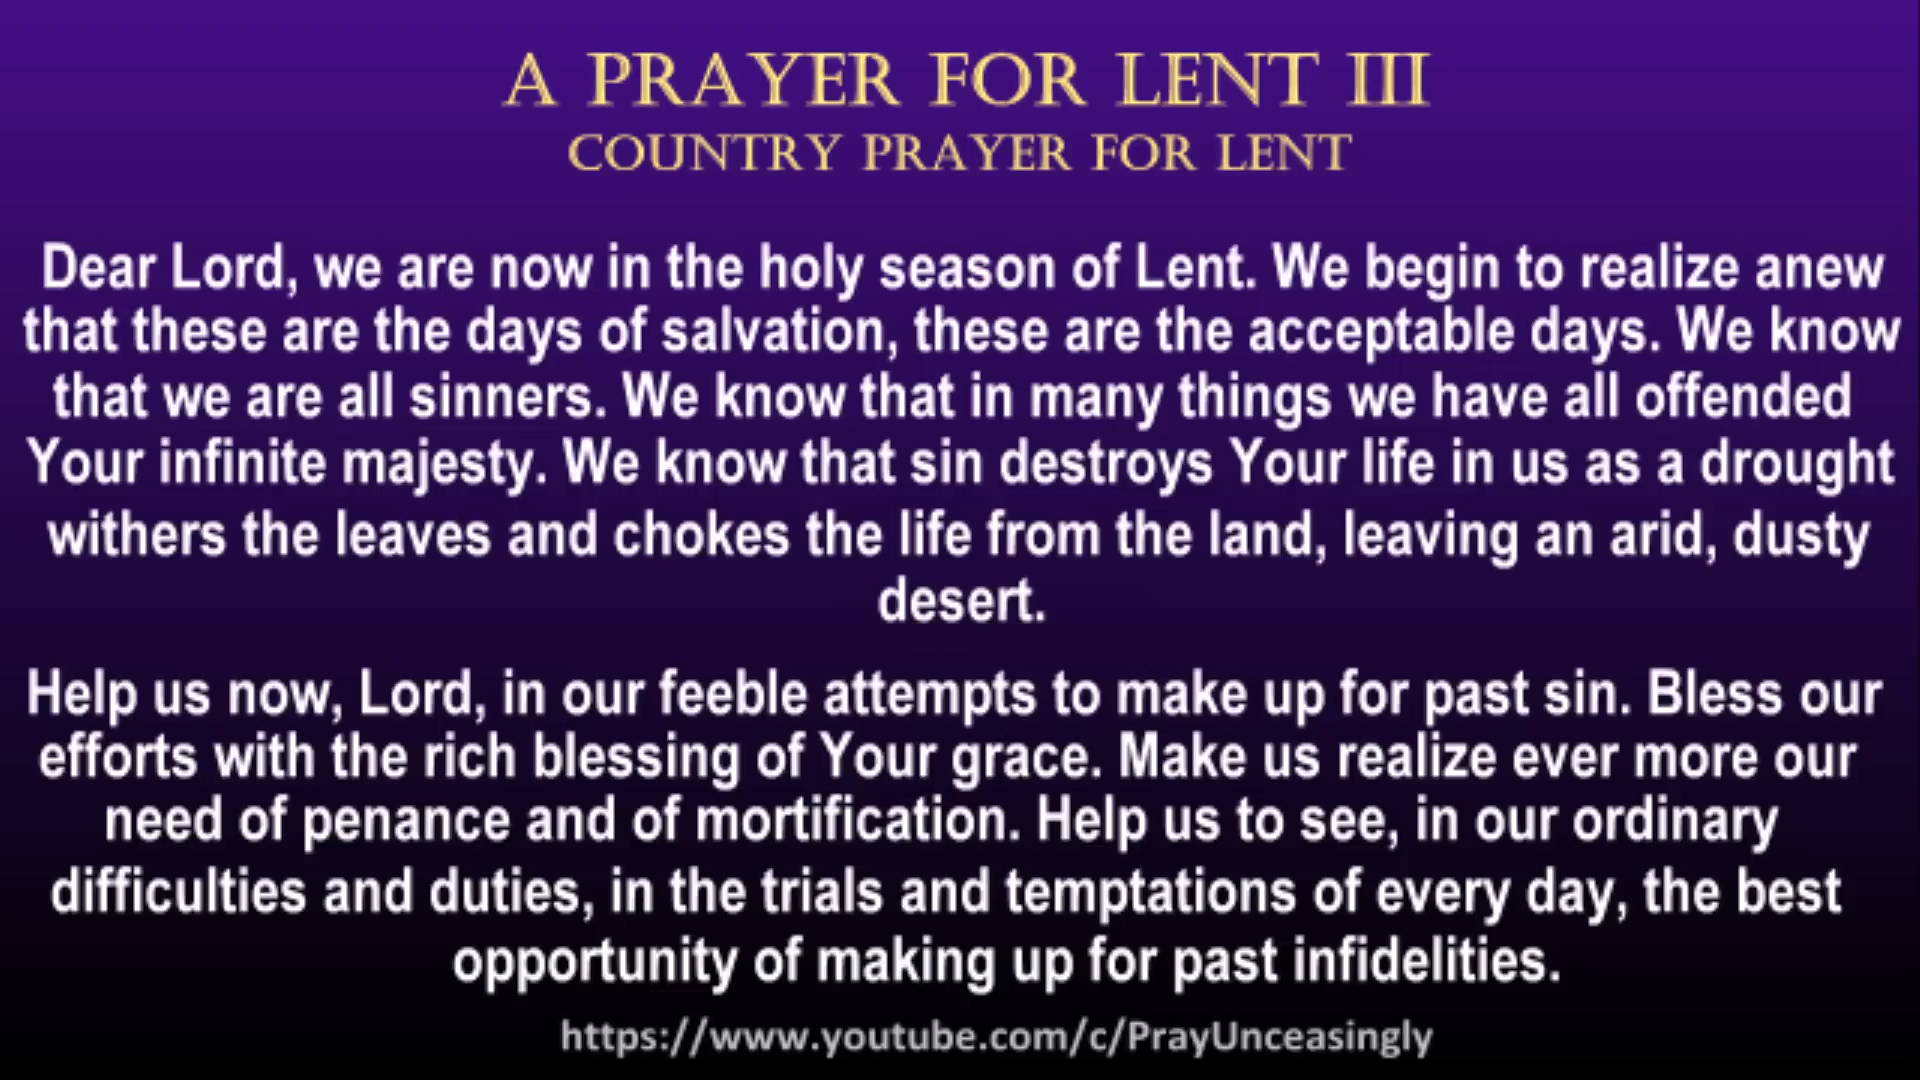 A PRAYER FOR LENT III
COUNTRY PRAYER FOR LENT
Dear Lord, we are now in the holy season of Lent. We begin to realize anew
that these are the days of salvation, these are the acceptable days. We know
that we are all sinners. We know that in many things we have all offended
Your infinite majesty. We know that sin destroys Your life in us as a drought
withers the leaves and chokes the life from the land, leaving an arid, dusty
desert.
Help us now, Lord, in our feeble attempts to make up for past sin. Bless our
efforts with the rich blessing of Your grace. Make us realize ever more our
need of penance and of mortification. Help us to see, in our ordinary
difficulties and duties, in the trials and temptations of every day, the best
opportunity of making up for past infidelities.
https://www.youtube.com/c/PrayUnceasingly